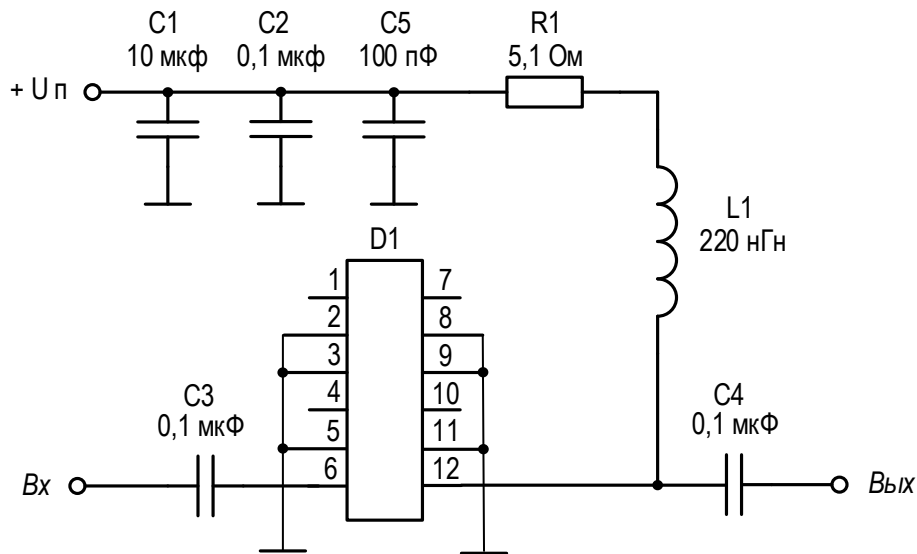 C1
10 мкф
C2
0,1 мкф
C5
100 пФ
R1
5,1 Ом
+ U п
L1
220 нГн
D1
1
7
2
8
3
9
4
10
5
11
6
12
C3
0,1 мкФ
C4
0,1 мкФ
Вх
Вых